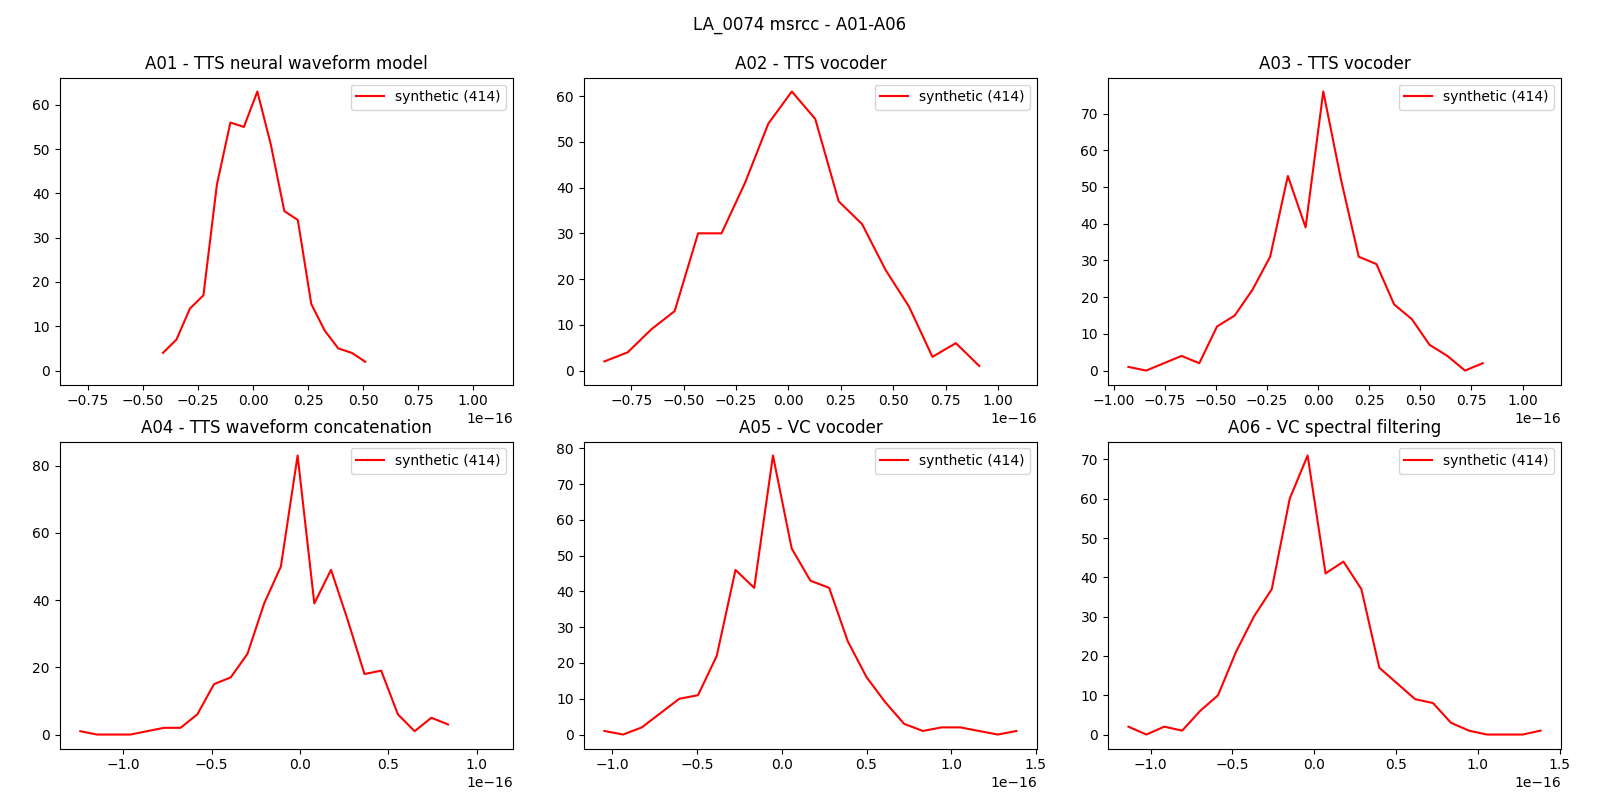 LA_0074 msrcc - A01-A06
A01 - TTS neural waveform model
synthetic (414)
60
50
40
30
20
10
0
−0.75 −0.50 −0.25 0.00 0.25 0.50 0.75 1.00
1e−16
A02 - TTS vocoder
synthetic (414)
60
50
40
30
20
10
0
−0.75 −0.50 −0.25 0.00 0.25 0.50 0.75 1.00
1e−16
A03 - TTS vocoder
synthetic (414)
70
60
50
40
30
20
10
0
−1.00 −0.75 −0.50 −0.25 0.00 0.25 0.50 0.75 1.00
1e−16
A04 - TTS waveform concatenation
synthetic (414)
80
60
40
20
0
−1.0 −0.5 0.0 0.5 1.0
1e−16
A05 - VC vocoder
synthetic (414)
80
70
60
50
40
30
20
10
0
−1.0 −0.5 0.0 0.5 1.0 1.5
1e−16
A06 - VC spectral filtering
synthetic (414)
70
60
50
40
30
20
10
0
−1.0 −0.5 0.0 0.5 1.0 1.5
1e−16